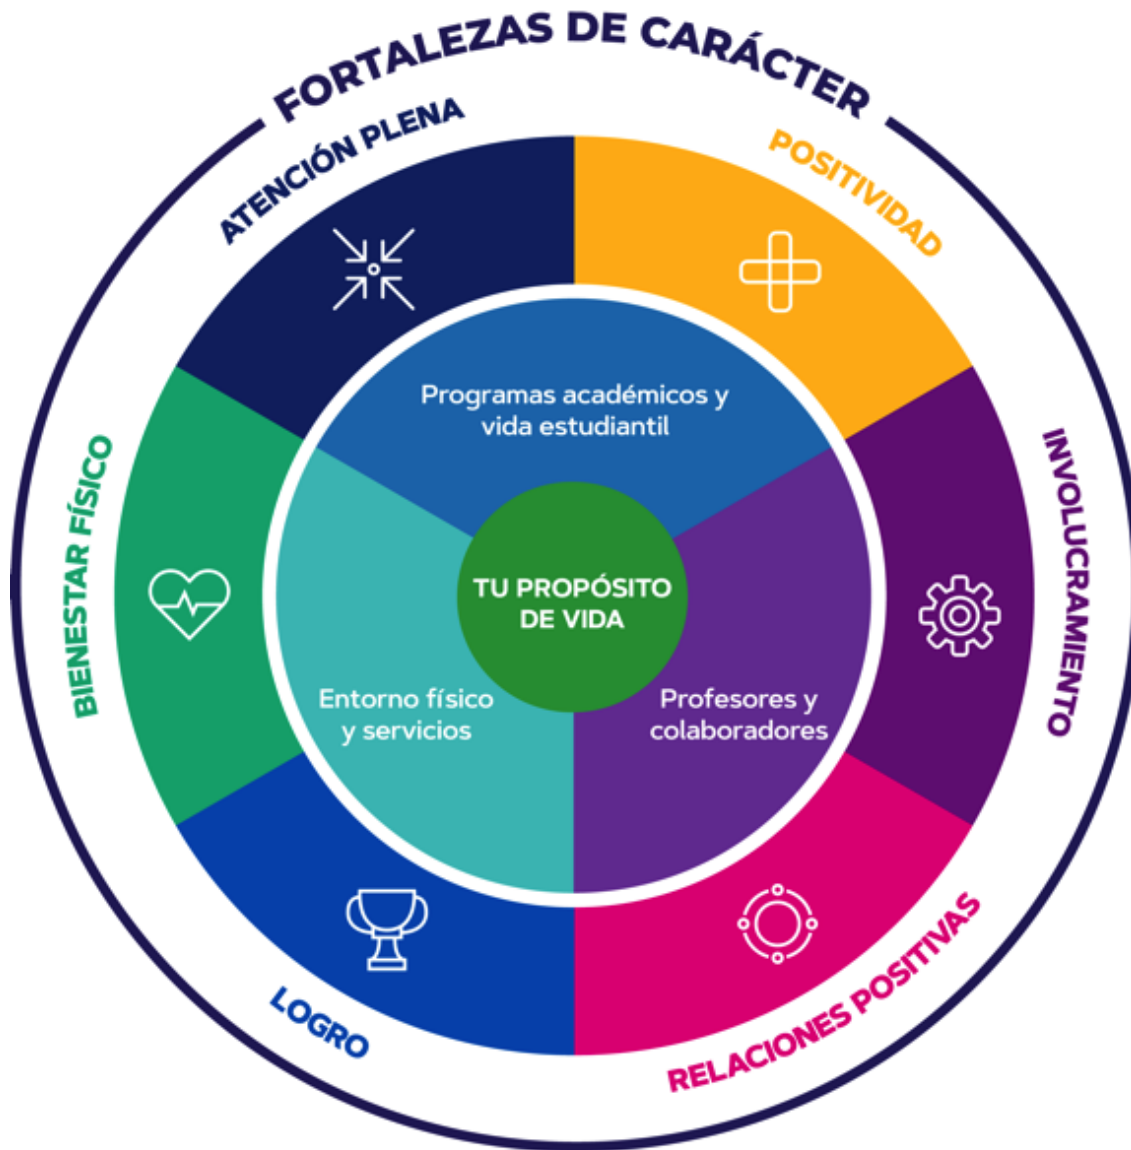 FORTALEZAS DE CARÁCTER
ATENCIÓN PLENA
POSITIVIDAD
INVOLUCRAMIENTO
RELACIONES POSITIVAS
LOGRO
BIENESTAR FÍSICO
Programas académicos y
vida estudiantil
TU PROPÓSITO
DE VIDA
Entorno físico
y servicios
Profesores y
colaboradores